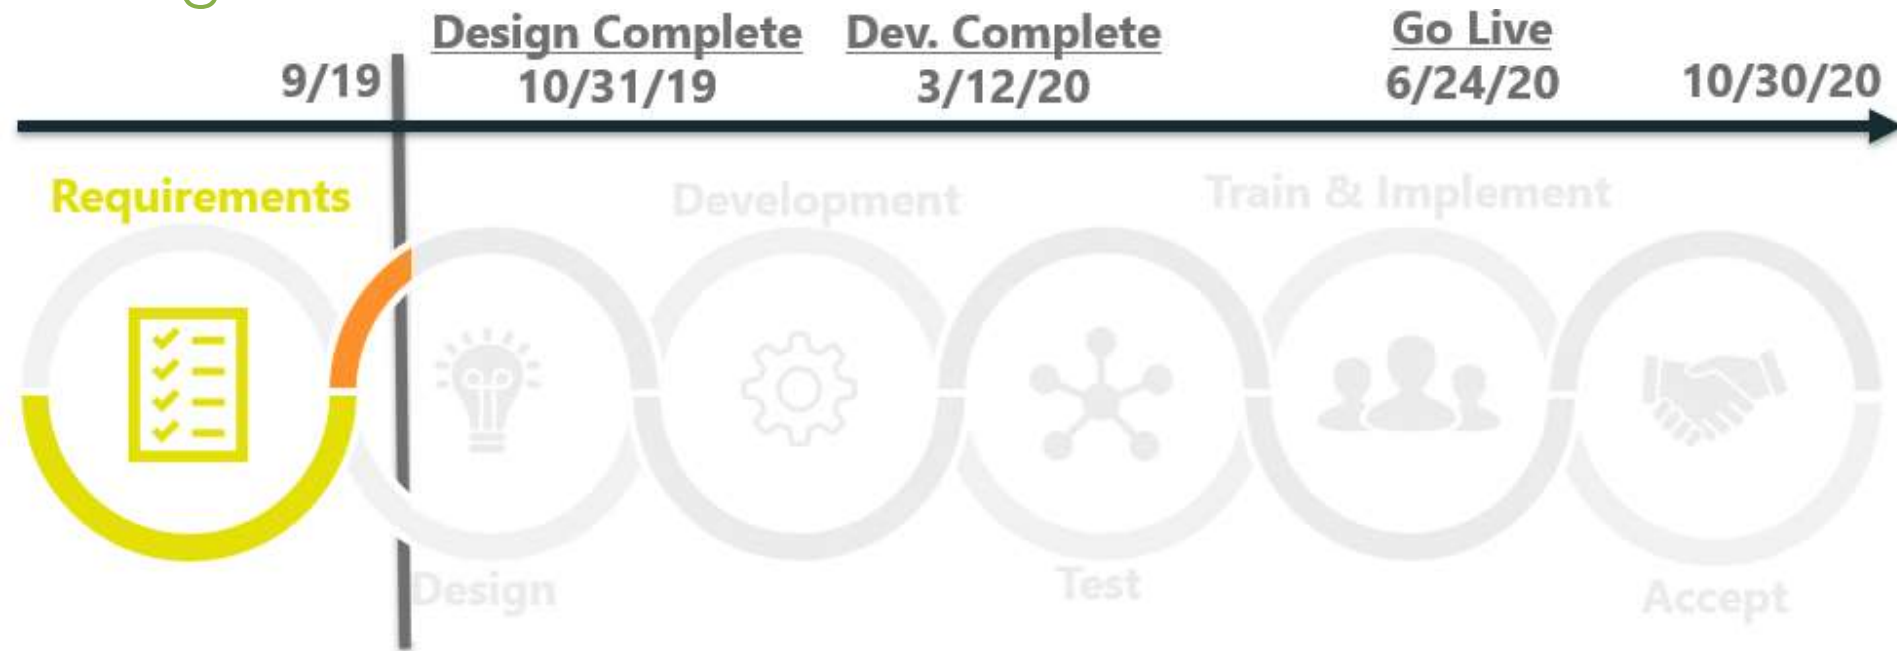 Design Complete
Dev. Complete
Go Live
9/19
10/31/19
3/12/20
6/24/20
10/30/20
Requirements
Development
Train & Implement
Design
Test
Accept